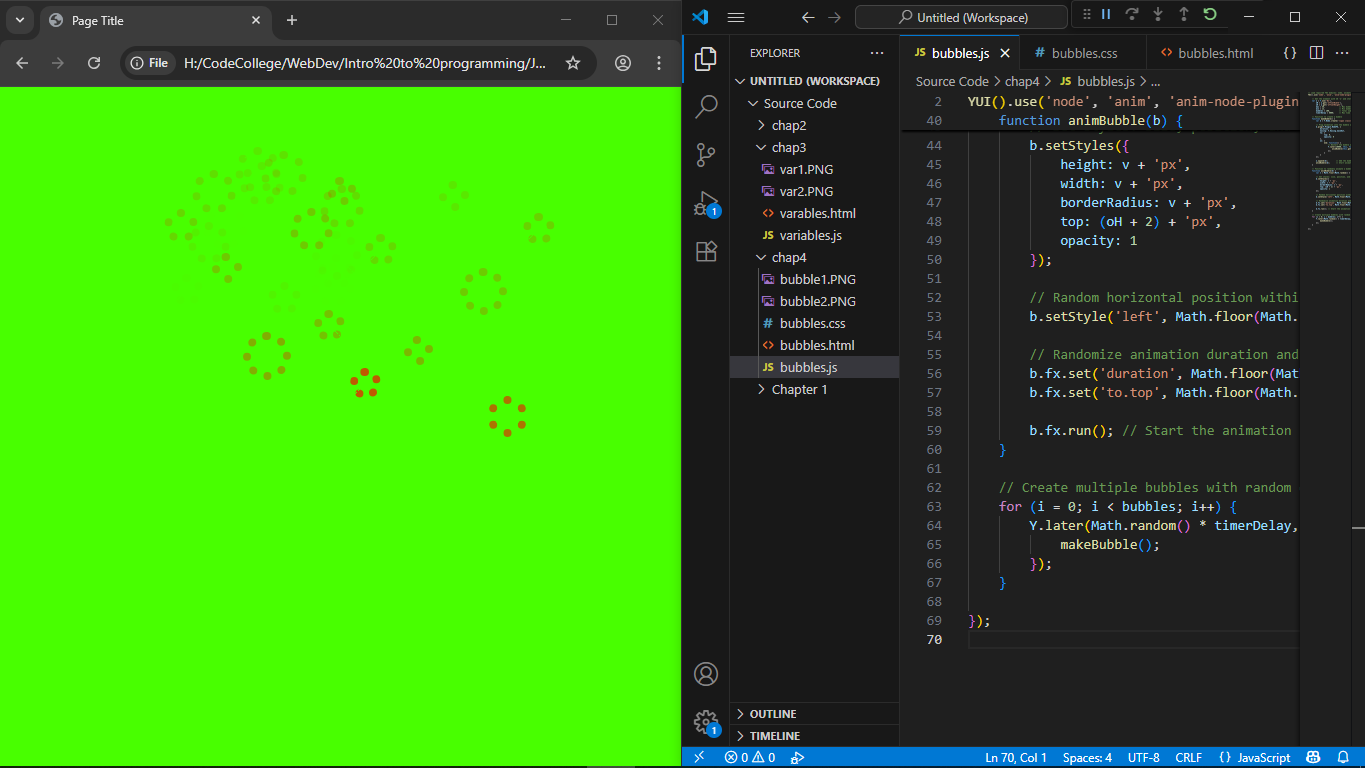 Page Title
File
H:/CodeCollege/WebDev/Intro%20to%20programming/J...
Untitled (Workspace)
EXPLORER
UNTITLED (WORKSPACE)
Source Code
chap2
chap3
var1.PNG
var2.PNG
varables.html
JS variables.js
chap4
bubble1.PNG
bubble2.PNG
# bubbles.css
bubbles.html
JS bubbles.js
Chapter 1
OUTLINE
TIMELINE
JS bubbles.js
# bubbles.css
bubbles.html
Source Code > chap4 > JS bubbles.js > ...
2 YUI().use('node', 'anim', 'anim-node-plugin
40 function animBubble(b) {
44 b.setStyles({
45 height: v + 'px',
46 width: v + 'px',
47 borderRadius: v + 'px',
48 top: (oH + 2) + 'px',
49 opacity: 1
50 });
51
52 // Random horizontal position withi
53 b.setStyle('left', Math.floor(Math.
54
55 // Randomize animation duration and
56 b.fx.set('duration', Math.floor(Mat
57 b.fx.set('to.top', Math.floor(Math.
58
59 b.fx.run(); // Start the animation
60 }
61
62 // Create multiple bubbles with random
63 for (i = 0; i < bubbles; i++) {
64 Y.later(Math.random() * timerDelay,
65 makeBubble();
66 });
67 }
68
69 });
70
1
1
0 0
Ln 70, Col 1
Spaces: 4
UTF-8
CRLF
{ } JavaScript